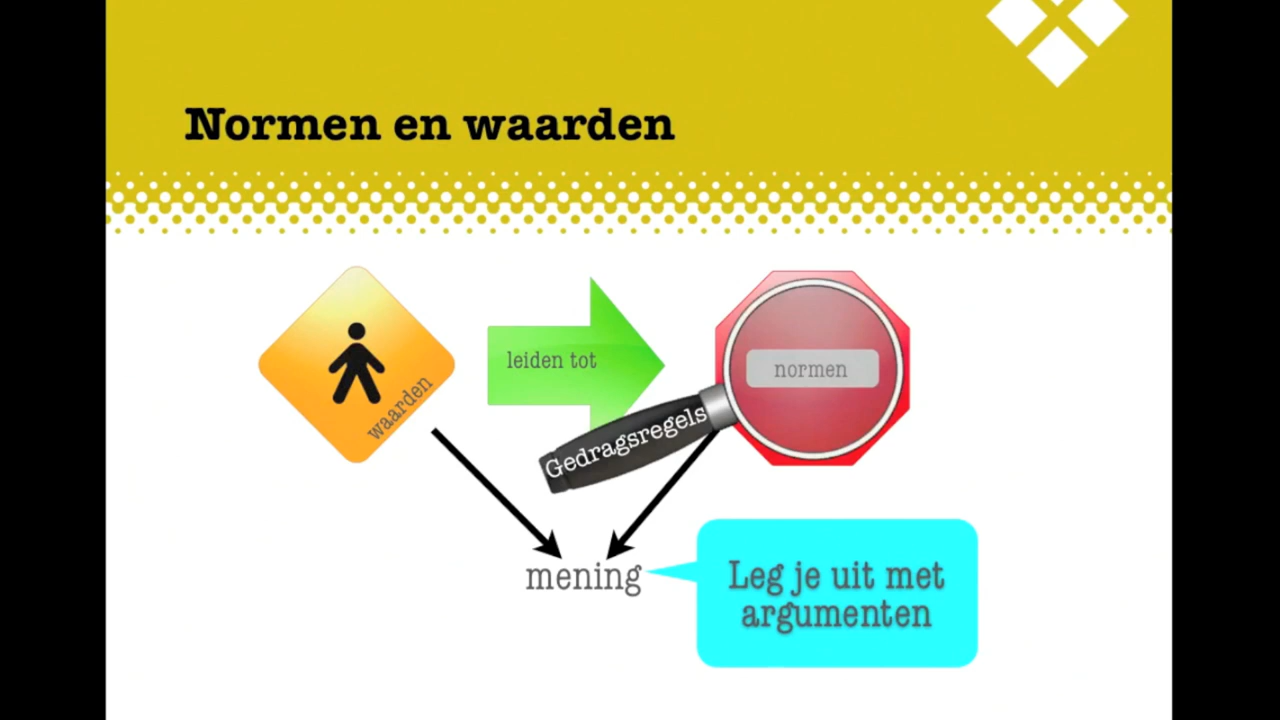 Normen en waarden
waarden
leiden tot
normen
Gedragsregels
mening
Leg je uit met
argumenten